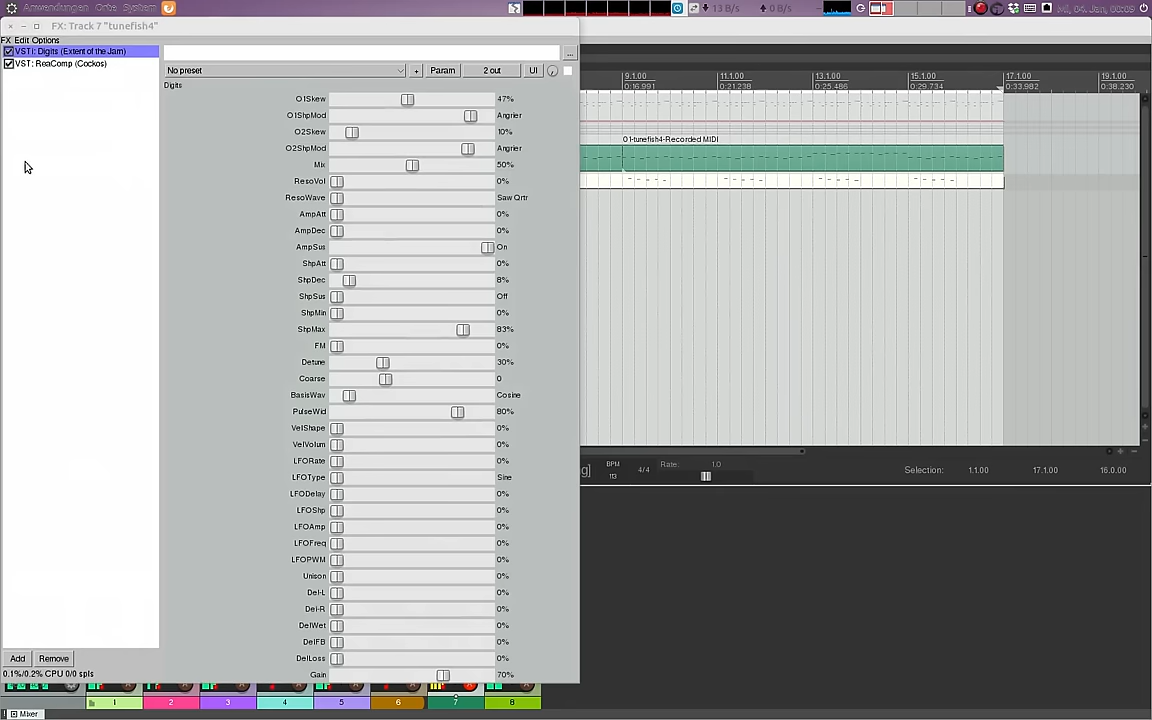 Anwendungen Orte System
13 B/s 0 B/s
Mi, 04. Jan, 00:09
FX: Track 7 "tunefish4"
FX Edit Options
VSTi: Digits (Extent of the Jam)
VST: ReaComp (Cockos)
...
No preset + Param 2 out UI
Digits
O1Skew 47%
O1ShpMod Angrier
O2Skew 10%
O2ShpMod Angrier
Mix 50%
ResoVol 0%
ResoWave Saw Qrtr
AmpAtt 0%
AmpDec 0%
AmpSus On
ShpAtt 0%
ShpDec 8%
ShpSus Off
ShpMin 0%
ShpMax 83%
FM 0%
Detune 30%
Coarse 0
BasisWav Cosine
PulseWid 80%
VelShape 0%
VelVolum 0%
LFORate 0%
LFOType Sine
LFODelay 0%
LFOShp 0%
LFOAmp 0%
LFOFreq 0%
LFOPWM 0%
Unison 0%
Del-L 0%
Del-R 0%
DelWet 0%
DelFB 0%
DelLoss 0%
Gain 70%
Add Remove
0.1%/0.2% CPU 0/0 spls
9.1.00 11.1.00 13.1.00 15.1.00 17.1.00 19.1.00
0:16.991 0:21.238 0:25.486 0:29.734 0:33.982 0:38.230
01-tunefish4-Recorded MIDI
BPM 4/4 Rate: 1.0 Selection: 1.1.00 17.1.00 16.0.00
113
1 2 3 4 5 6 7 8
Mixer